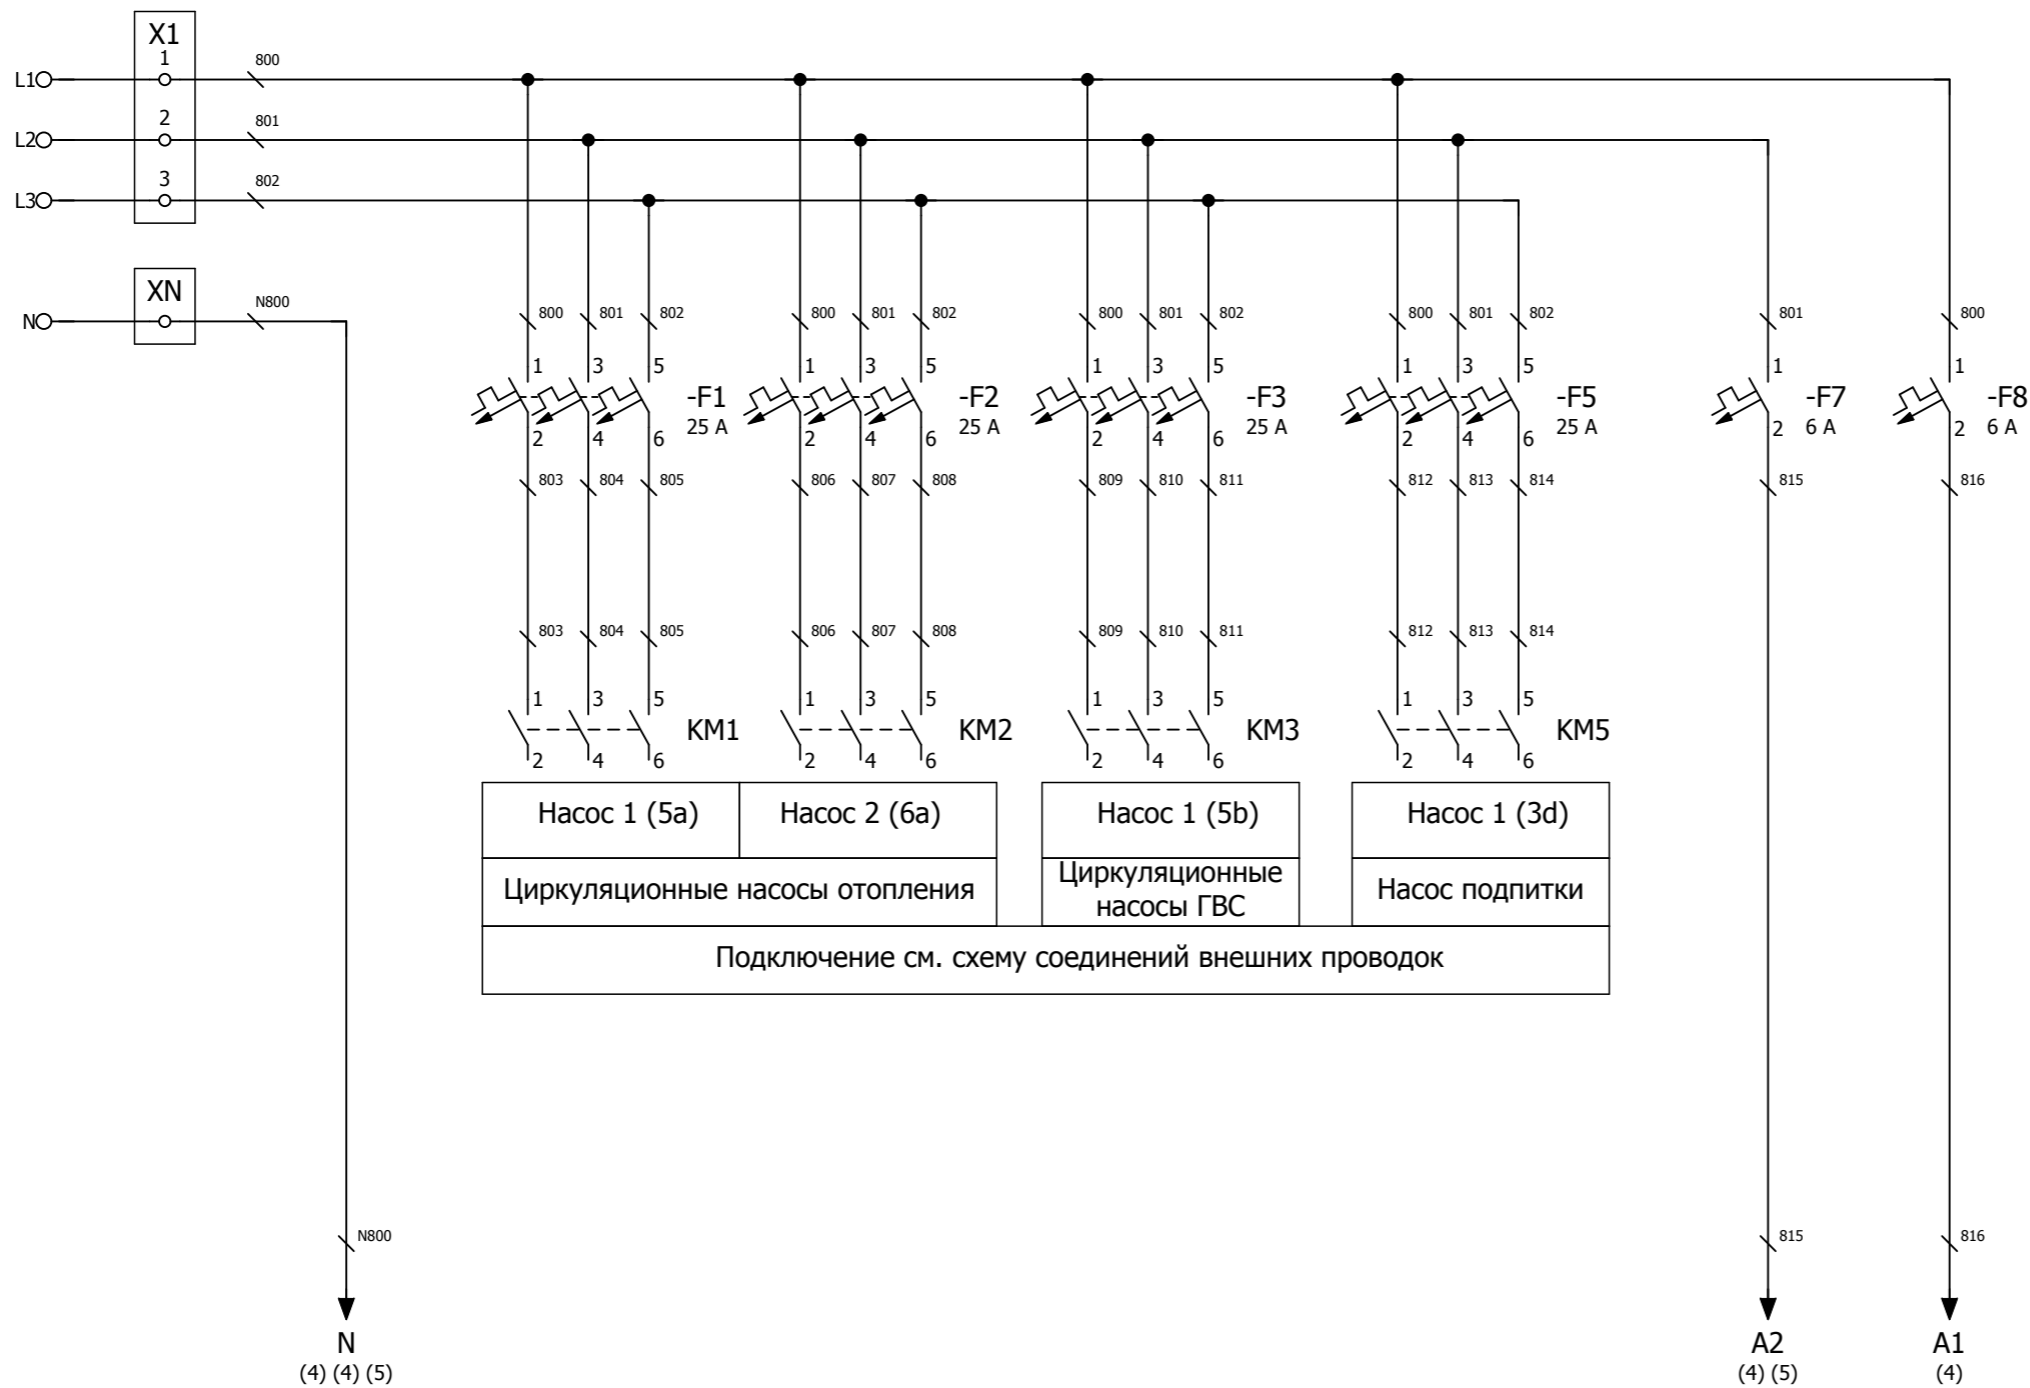 X1
1
800
L1
2
801
L2
3
802
L3
XN
N800
N
800 801 802 800 801 802 800 801 802 800 801 802 801 800
1 3 5 1 3 5 1 3 5 1 3 5 1 1
-F1 -F2 -F3 -F5 -F7 -F8
25 A 25 A 25 A 25 A 6 A 6 A
2 4 6 2 4 6 2 4 6 2 4 6 2 2
803 804 805 806 807 808 809 810 811 812 813 814 815 816
803 804 805 806 807 808 809 810 811 812 813 814
1 3 5 1 3 5 1 3 5 1 3 5
KM1 KM2 KM3 KM5
2 4 6 2 4 6 2 4 6 2 4 6
Насос 1 (5a) Насос 2 (6a) Насос 1 (5b) Насос 1 (3d)
Циркуляционные насосы отопления
Циркуляционные
насосы ГВС
Насос подпитки
Подключение см. схему соединений внешних проводок
N800 815 816
N A2 A1
(4) (4) (5) (4) (5) (4)